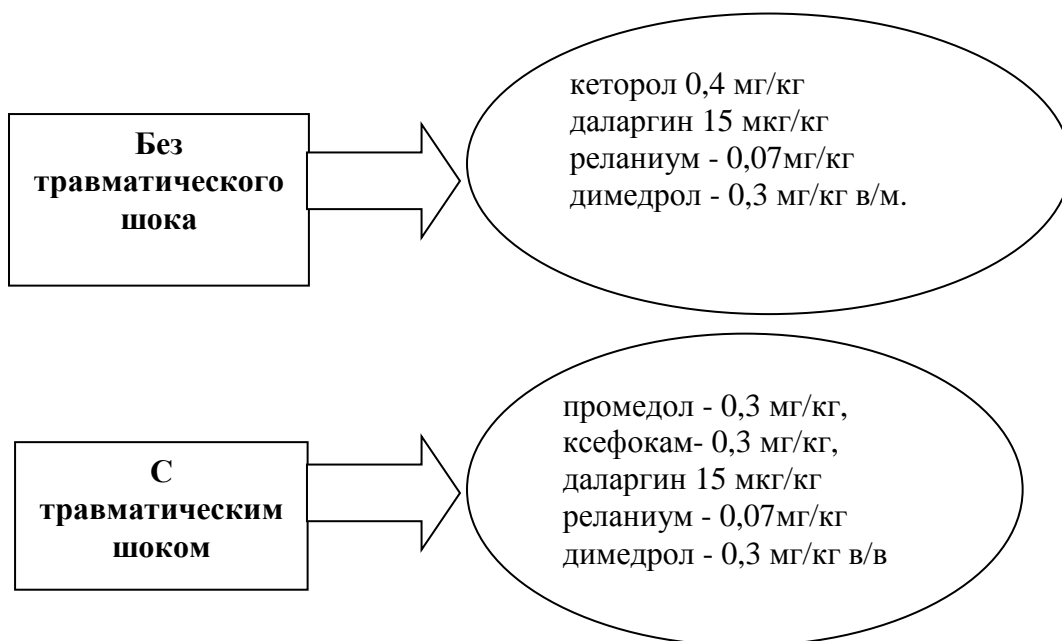 Без
травматического
шока
кеторол 0,4 мг/кг
даларгин 15 мкг/кг
реланиум - 0,07мг/кг
димедрол - 0,3 мг/кг в/м.
С
травматическим
шоком
промедол - 0,3 мг/кг,
ксефокам- 0,3 мг/кг,
даларгин 15 мкг/кг
реланиум - 0,07мг/кг
димедрол - 0,3 мг/кг в/в